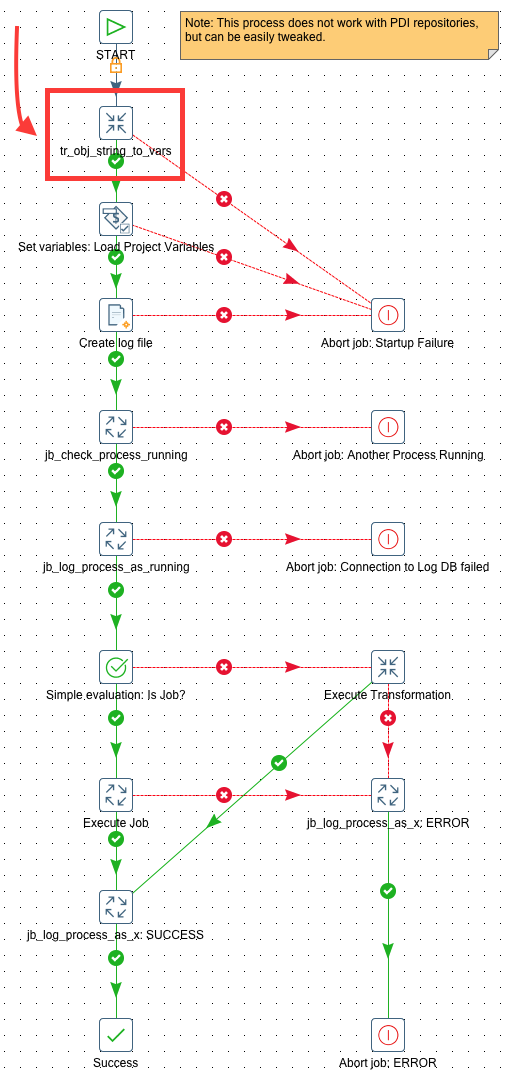 Note: This process does not work with PDI repositories,
but can be easily tweaked.
START
tr_obj_string_to_vars
Set variables: Load Project Variables
Create log file
Abort job: Startup Failure
jb_check_process_running
Abort job: Another Process Running
jb_log_process_as_running
Abort job: Connection to Log DB failed
Simple evaluation: Is Job?
Execute Transformation
Execute Job
jb_log_process_as_x: ERROR
jb_log_process_as_x: SUCCESS
Success
Abort job: ERROR